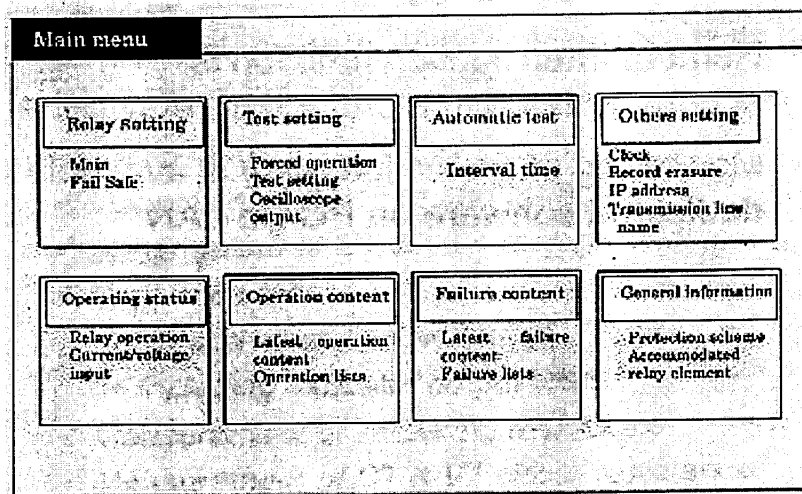 Main menu
Relay Setting
Main
Fail Safe
Test setting
Forced operation
Test setting
Oscilloscope
output
Automatic test
Interval time
Others setting
Clock
Record erasure
IP address
Transmission line
name
Operating status
Relay operation
Current/voltage
input
Operation content
Latest operation
content
Operation lists
Failure content
Latest failure
content
Failure lists
General information
Protection scheme
Accommodated
relay element